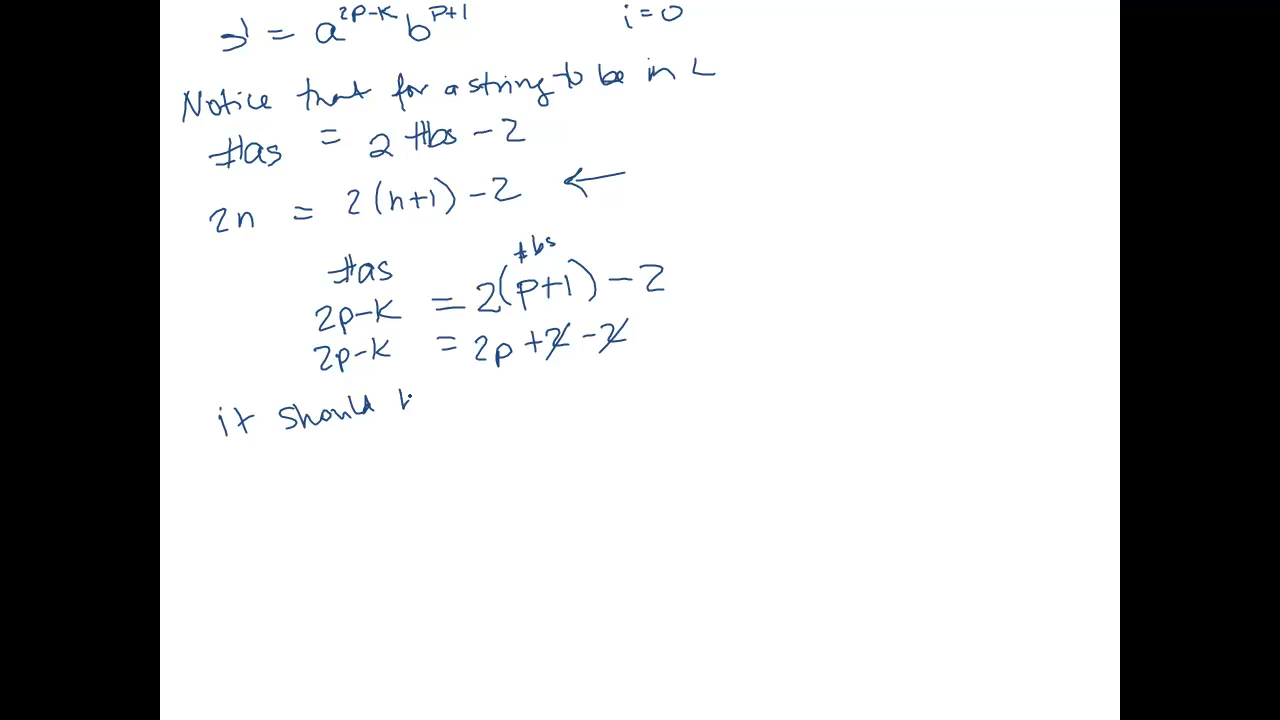 s' = a^{2p-k} b^{p+1} i = 0
Notice that for a string to be in L
#as = 2 #bs - 2
2n = 2(n+1) - 2 ←
#bs
#as
2p-k = 2(p+1) - 2
2p-k = 2p + 2 - 2
it should